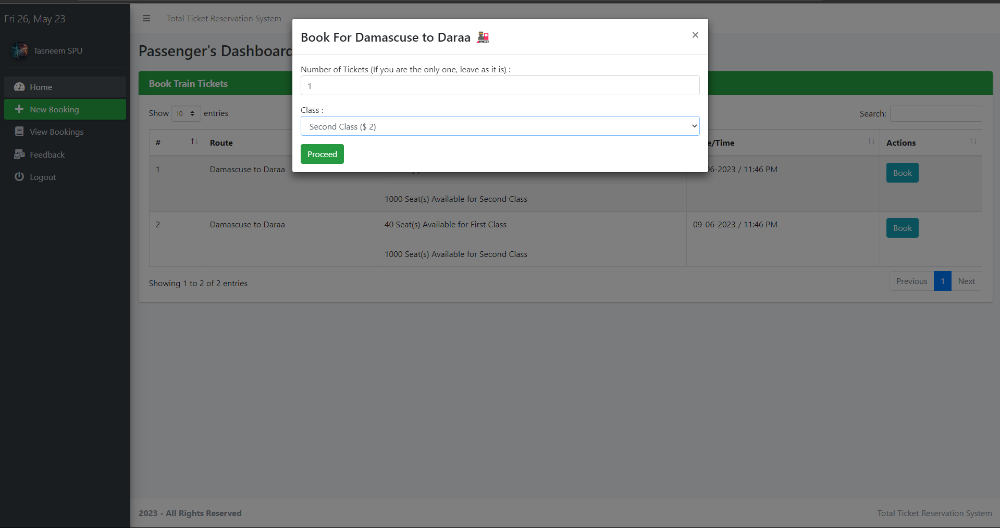 Fri 26, May 23
Tasneem SPU
Home
New Booking
View Bookings
Feedback
Logout
Total Ticket Reservation System
Passenger's Dashboard
Book For Damascuse to Daraa
×
Number of Tickets (If you are the only one, leave as it is) :
1
Class :
Second Class ($ 2)
Proceed
Book Train Tickets
Show 10 entries
Search:
# Route e/Time Actions
1 Damascuse to Daraa 6-2023 / 11:46 PM Book
1000 Seat(s) Available for Second Class
2 Damascuse to Daraa 40 Seat(s) Available for First Class 09-06-2023 / 11:46 PM Book
1000 Seat(s) Available for Second Class
Showing 1 to 2 of 2 entries
Previous 1 Next
2023 - All Rights Reserved
Total Ticket Reservation System